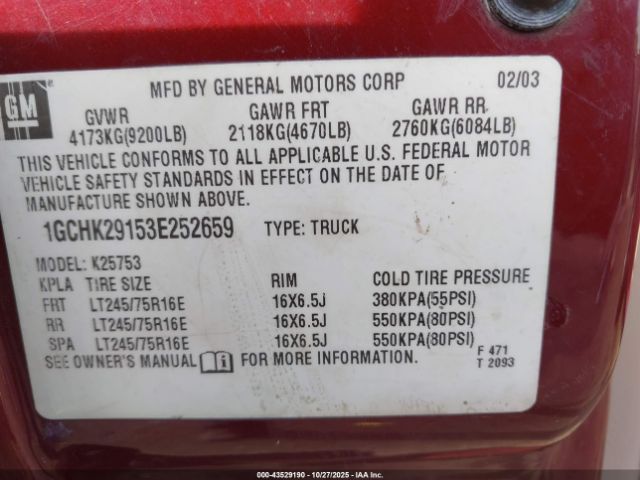 GM
MFD BY GENERAL MOTORS CORP 02/03
GVWR GAWR FRT GAWR RR
4173KG(9200LB) 2118KG(4670LB) 2760KG(6084LB)
THIS VEHICLE CONFORMS TO ALL APPLICABLE U.S. FEDERAL MOTOR
VEHICLE SAFETY STANDARDS IN EFFECT ON THE DATE OF
MANUFACTURE SHOWN ABOVE.
1GCHK29153E252659 TYPE: TRUCK
MODEL: K25753
KPLA TIRE SIZE RIM COLD TIRE PRESSURE
FRT LT245/75R16E 16X6.5J 380KPA(55PSI)
RR LT245/75R16E 16X6.5J 550KPA(80PSI)
SPA LT245/75R16E 16X6.5J 550KPA(80PSI)
SEE OWNER'S MANUAL FOR MORE INFORMATION.
F 471
T 2093
000-43529190 - 10/27/2025 - IAAI, Inc.